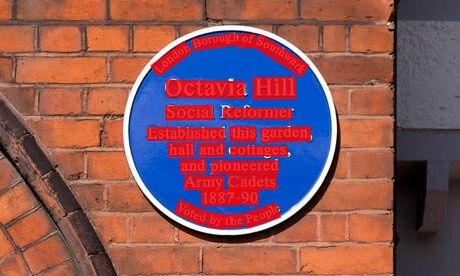 London Borough of Southwark
Octavia Hill
Social Reformer
Established this garden,
hall and cottages,
and pioneered
Army Cadets
1887-90
Voted by the People